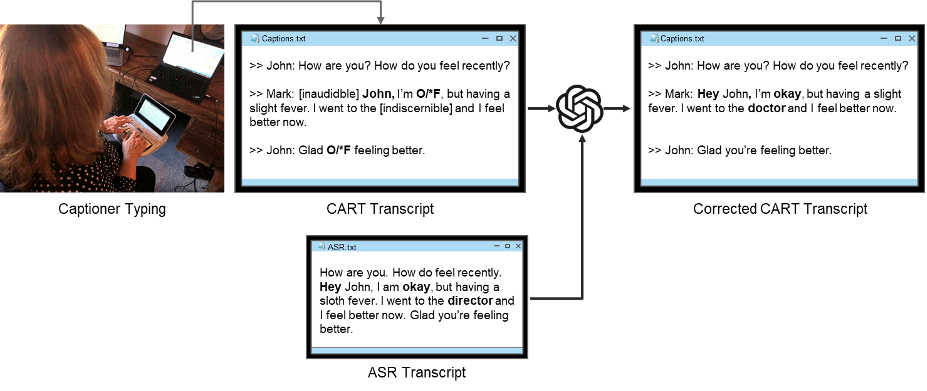 Captions.txt
>> John: How are you? How do you feel recently?
>> Mark: [inaudidble] John, I'm O/*F, but having a
slight fever. I went to the [indiscernible] and I feel
better now.
>> John: Glad O/*F feeling better.
Captions.txt
>> John: How are you? How do you feel recently?
>> Mark: Hey John, I'm okay, but having a slight
fever. I went to the doctor and I feel better now.
>> John: Glad you're feeling better.
Captioner Typing
CART Transcript
Corrected CART Transcript
ASR.txt
How are you. How do feel recently.
Hey John, I am okay, but having a
sloth fever. I went to the director and
I feel better now. Glad you're feeling
better.
ASR Transcript